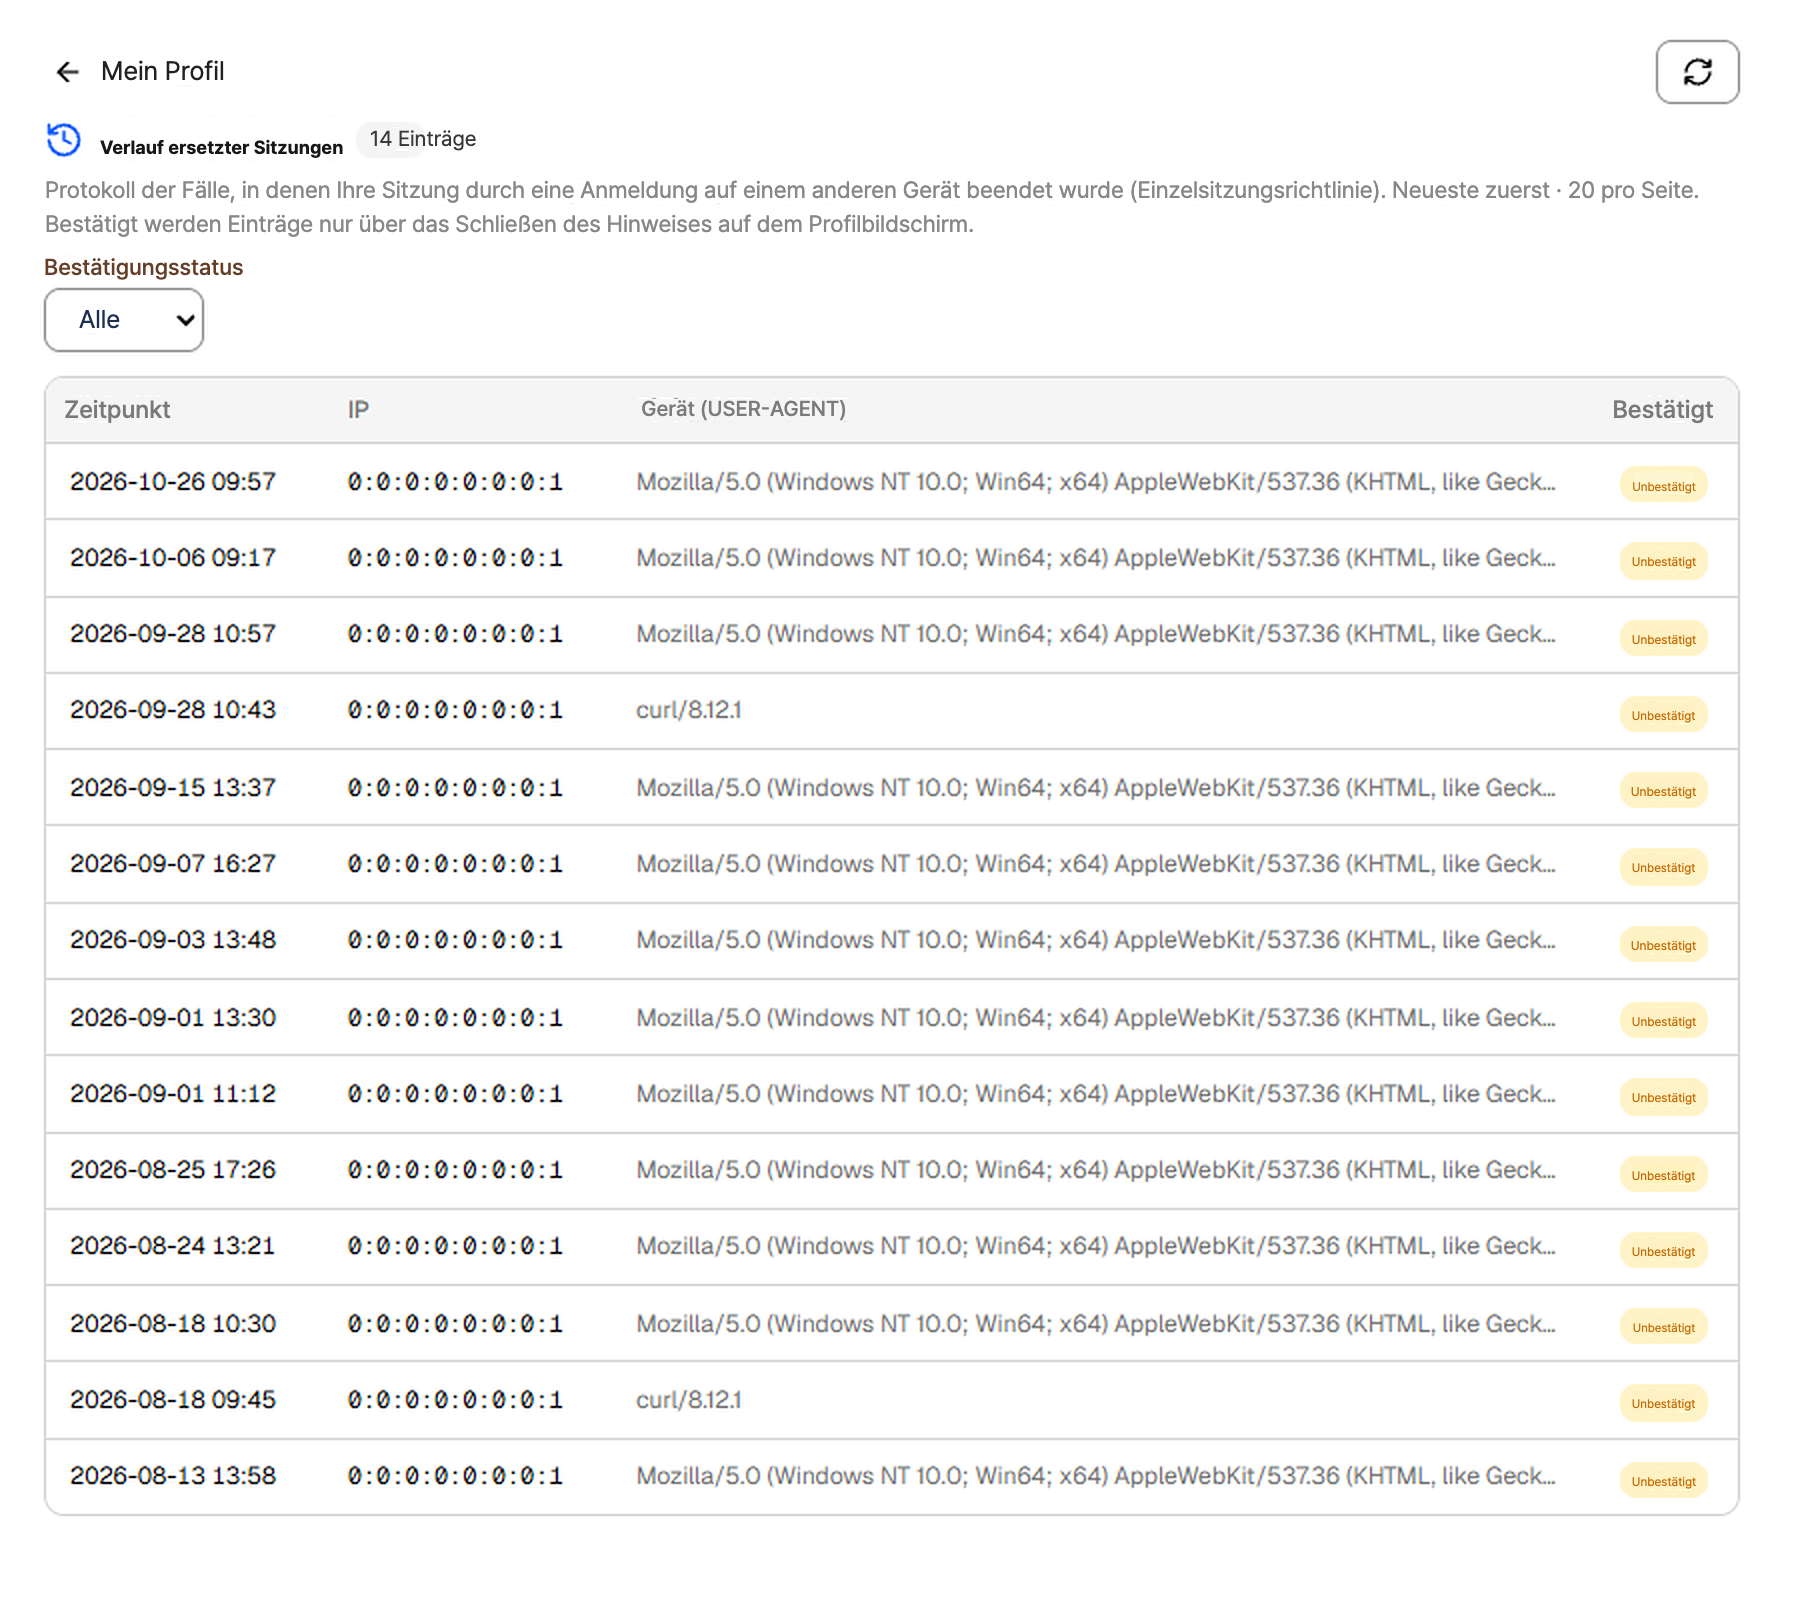 Mein Profil
Verlauf ersetzter Sitzungen 14 Einträge
Protokoll der Fälle, in denen Ihre Sitzung durch eine Anmeldung auf einem anderen Gerät beendet wurde (Einzelsitzungsrichtlinie). Neueste zuerst · 20 pro Seite.
Bestätigt werden Einträge nur über das Schließen des Hinweises auf dem Profilbildschirm.
Bestätigungsstatus
Alle
Zeitpunkt IP Gerät (USER-AGENT) Bestätigt
2026-10-26 09:57 0:0:0:0:0:0:0:1 Mozilla/5.0 (Windows NT 10.0; Win64; x64) AppleWebKit/537.36 (KHTML, like Geck... Unbestätigt
2026-10-06 09:17 0:0:0:0:0:0:0:1 Mozilla/5.0 (Windows NT 10.0; Win64; x64) AppleWebKit/537.36 (KHTML, like Geck... Unbestätigt
2026-09-28 10:57 0:0:0:0:0:0:0:1 Mozilla/5.0 (Windows NT 10.0; Win64; x64) AppleWebKit/537.36 (KHTML, like Geck... Unbestätigt
2026-09-28 10:43 0:0:0:0:0:0:0:1 curl/8.12.1 Unbestätigt
2026-09-15 13:37 0:0:0:0:0:0:0:1 Mozilla/5.0 (Windows NT 10.0; Win64; x64) AppleWebKit/537.36 (KHTML, like Geck... Unbestätigt
2026-09-07 16:27 0:0:0:0:0:0:0:1 Mozilla/5.0 (Windows NT 10.0; Win64; x64) AppleWebKit/537.36 (KHTML, like Geck... Unbestätigt
2026-09-03 13:48 0:0:0:0:0:0:0:1 Mozilla/5.0 (Windows NT 10.0; Win64; x64) AppleWebKit/537.36 (KHTML, like Geck... Unbestätigt
2026-09-01 13:30 0:0:0:0:0:0:0:1 Mozilla/5.0 (Windows NT 10.0; Win64; x64) AppleWebKit/537.36 (KHTML, like Geck... Unbestätigt
2026-09-01 11:12 0:0:0:0:0:0:0:1 Mozilla/5.0 (Windows NT 10.0; Win64; x64) AppleWebKit/537.36 (KHTML, like Geck... Unbestätigt
2026-08-25 17:26 0:0:0:0:0:0:0:1 Mozilla/5.0 (Windows NT 10.0; Win64; x64) AppleWebKit/537.36 (KHTML, like Geck... Unbestätigt
2026-08-24 13:21 0:0:0:0:0:0:0:1 Mozilla/5.0 (Windows NT 10.0; Win64; x64) AppleWebKit/537.36 (KHTML, like Geck... Unbestätigt
2026-08-18 10:30 0:0:0:0:0:0:0:1 Mozilla/5.0 (Windows NT 10.0; Win64; x64) AppleWebKit/537.36 (KHTML, like Geck... Unbestätigt
2026-08-18 09:45 0:0:0:0:0:0:0:1 curl/8.12.1 Unbestätigt
2026-08-13 13:58 0:0:0:0:0:0:0:1 Mozilla/5.0 (Windows NT 10.0; Win64; x64) AppleWebKit/537.36 (KHTML, like Geck... Unbestätigt